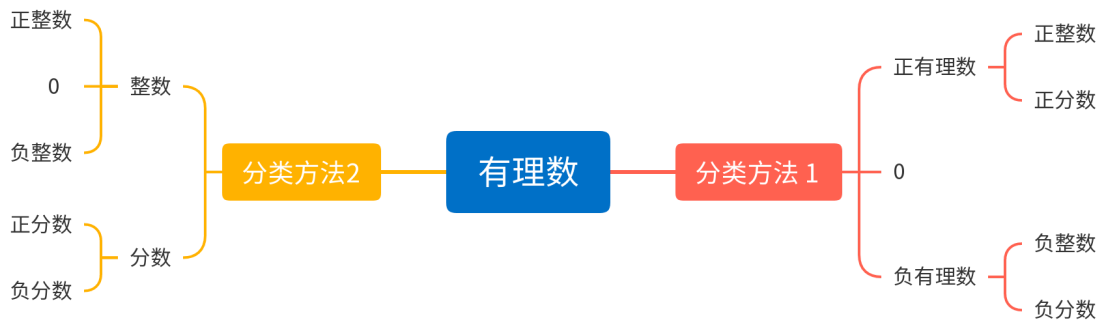 有理数
分类方法 1
正有理数
正整数
正分数
0
负有理数
负整数
负分数
分类方法2
整数
正整数
0
负整数
分数
正分数
负分数